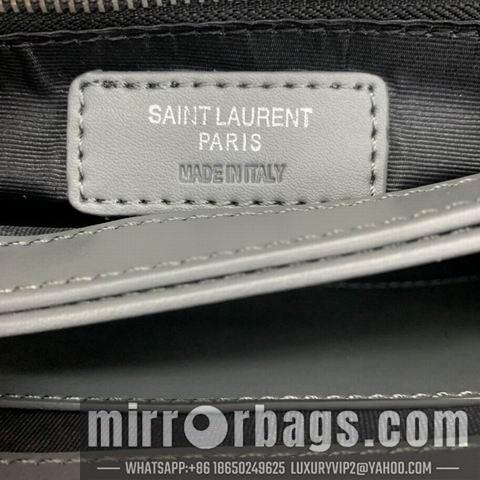 SAINT LAURENT
PARIS
MADE IN ITALY
mirrorbags.com
WHATSAPP:+86 18650249625 LUXURYVIP2@YAHOO.COM